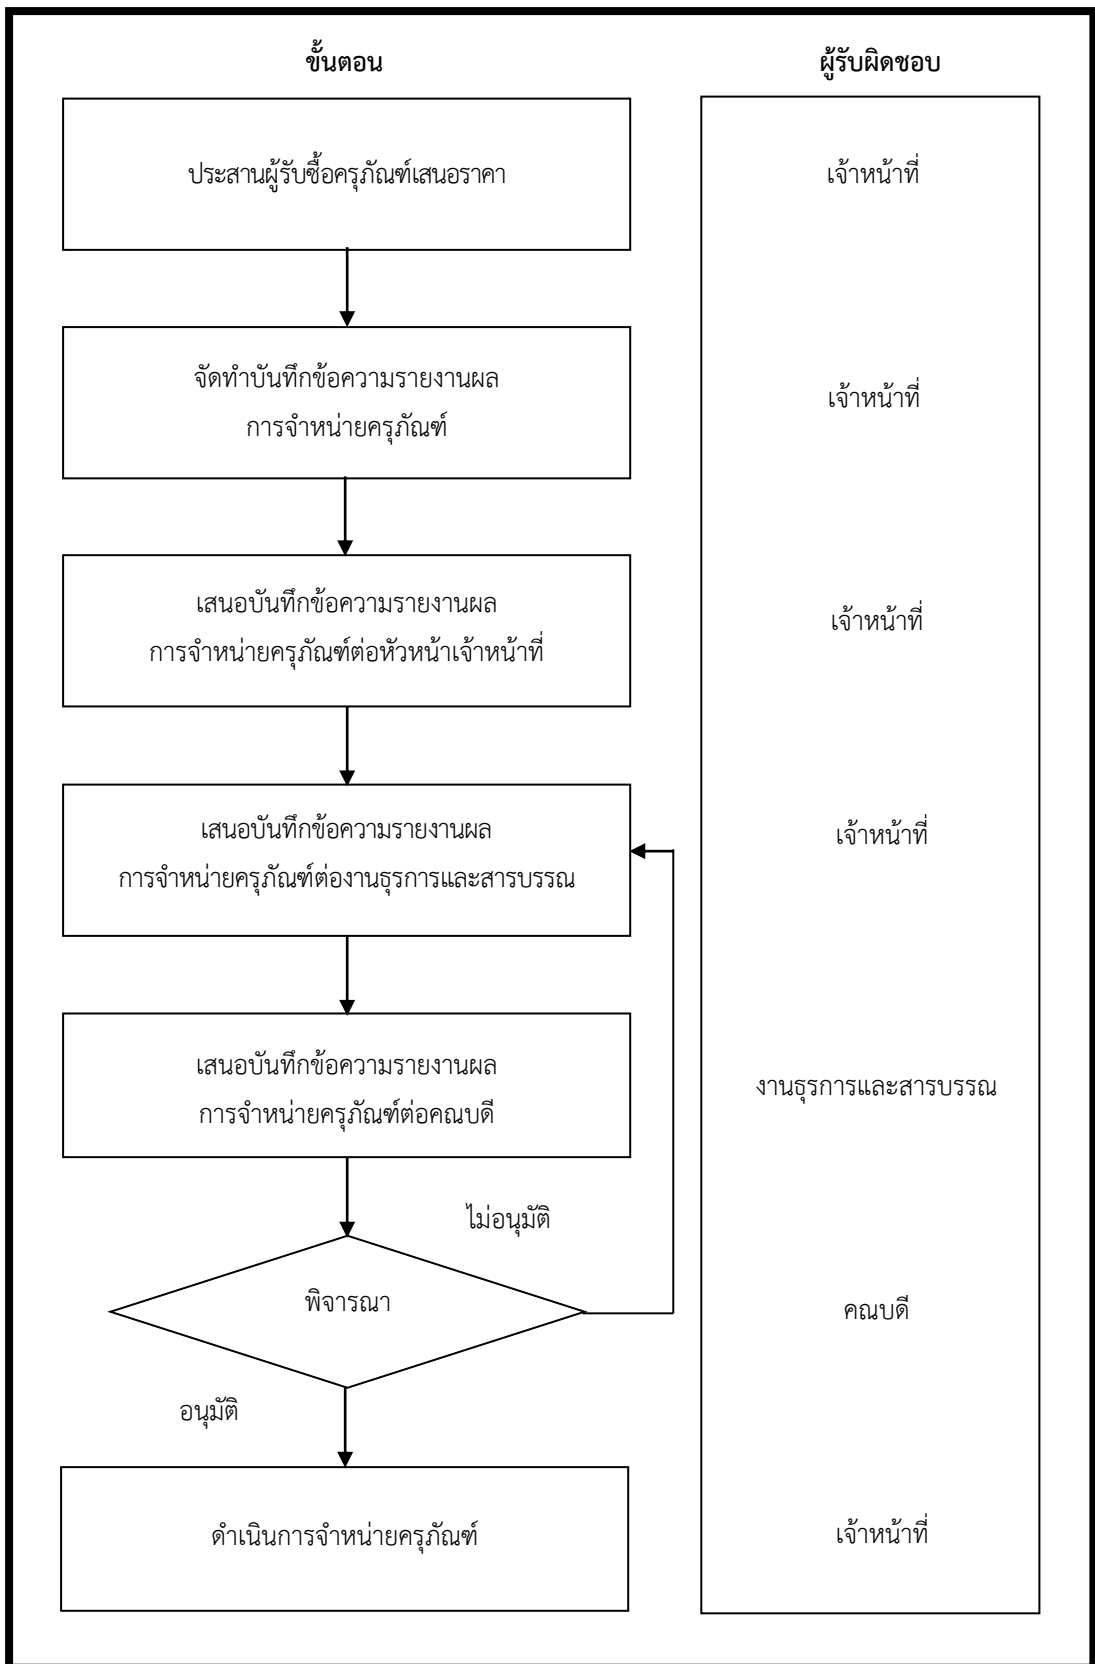 ขั้นตอน
ผู้รับผิดชอบ
ประสานผู้รับซื้อครุภัณฑ์เสนอราคา
เจ้าหน้าที่
จัดทำบันทึกข้อความรายงานผล
การจำหน่ายครุภัณฑ์
เจ้าหน้าที่
เสนอบันทึกข้อความรายงานผล
การจำหน่ายครุภัณฑ์ต่อหัวหน้าเจ้าหน้าที่
เจ้าหน้าที่
เสนอบันทึกข้อความรายงานผล
การจำหน่ายครุภัณฑ์ต่องานธุรการและสารบรรณ
เจ้าหน้าที่
เสนอบันทึกข้อความรายงานผล
การจำหน่ายครุภัณฑ์ต่อคณบดี
งานธุรการและสารบรรณ
ไม่อนุมัติ
พิจารณา
คณบดี
อนุมัติ
ดำเนินการจำหน่ายครุภัณฑ์
เจ้าหน้าที่